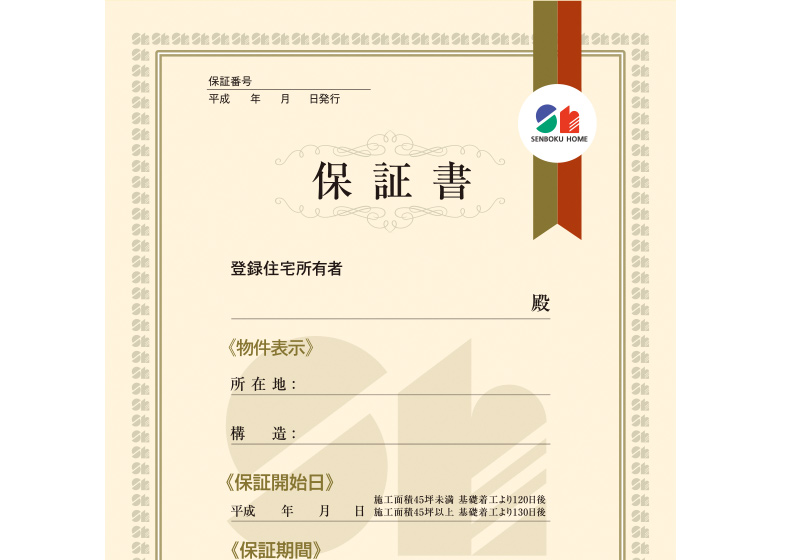 保証番号
平成 年 月 日発行
SENBOKU HOME
保証書
登録住宅所有者
殿
《物件表示》
所在地:
構 造:
《保証開始日》
施工面積45坪未満 基礎着工より120日後
平成 年 月 日 施工面積45坪以上 基礎着工より130日後
《保証期間》